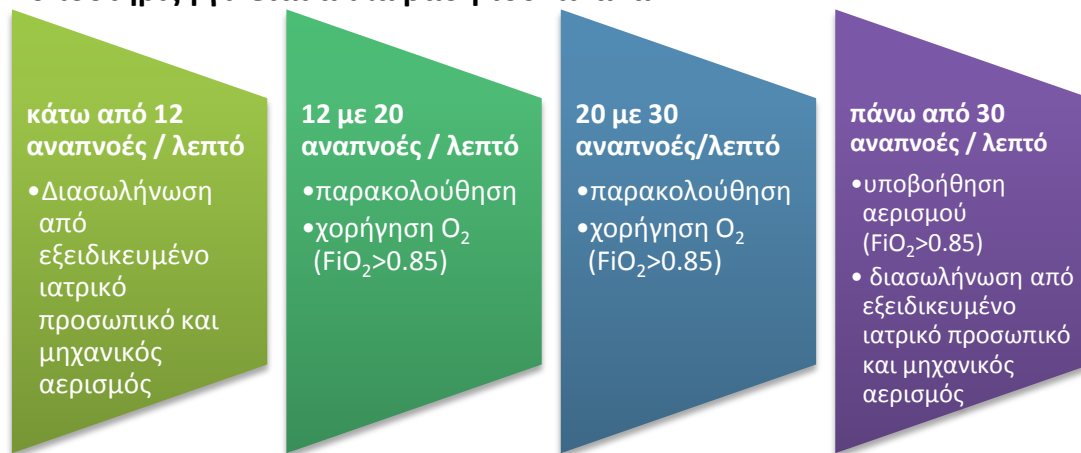 κάτω από 12
αναπνοές / λεπτό
•Διασωλήνωση
από
εξειδικευμένο
ιατρικό
προσωπικό και
μηχανικός
αερισμός
12 με 20
αναπνοές / λεπτό
•παρακολούθηση
•χορήγηση O₂
(FiO₂>0.85)
20 με 30
αναπνοές/λεπτό
•παρακολούθηση
•χορήγηση O₂
(FiO₂>0.85)
πάνω από 30
αναπνοές / λεπτό
•υποβοήθηση
αερισμού
(FiO₂>0.85)
• διασωλήνωση από
εξειδικευμένο
ιατρικό προσωπικό
και μηχανικός
αερισμός